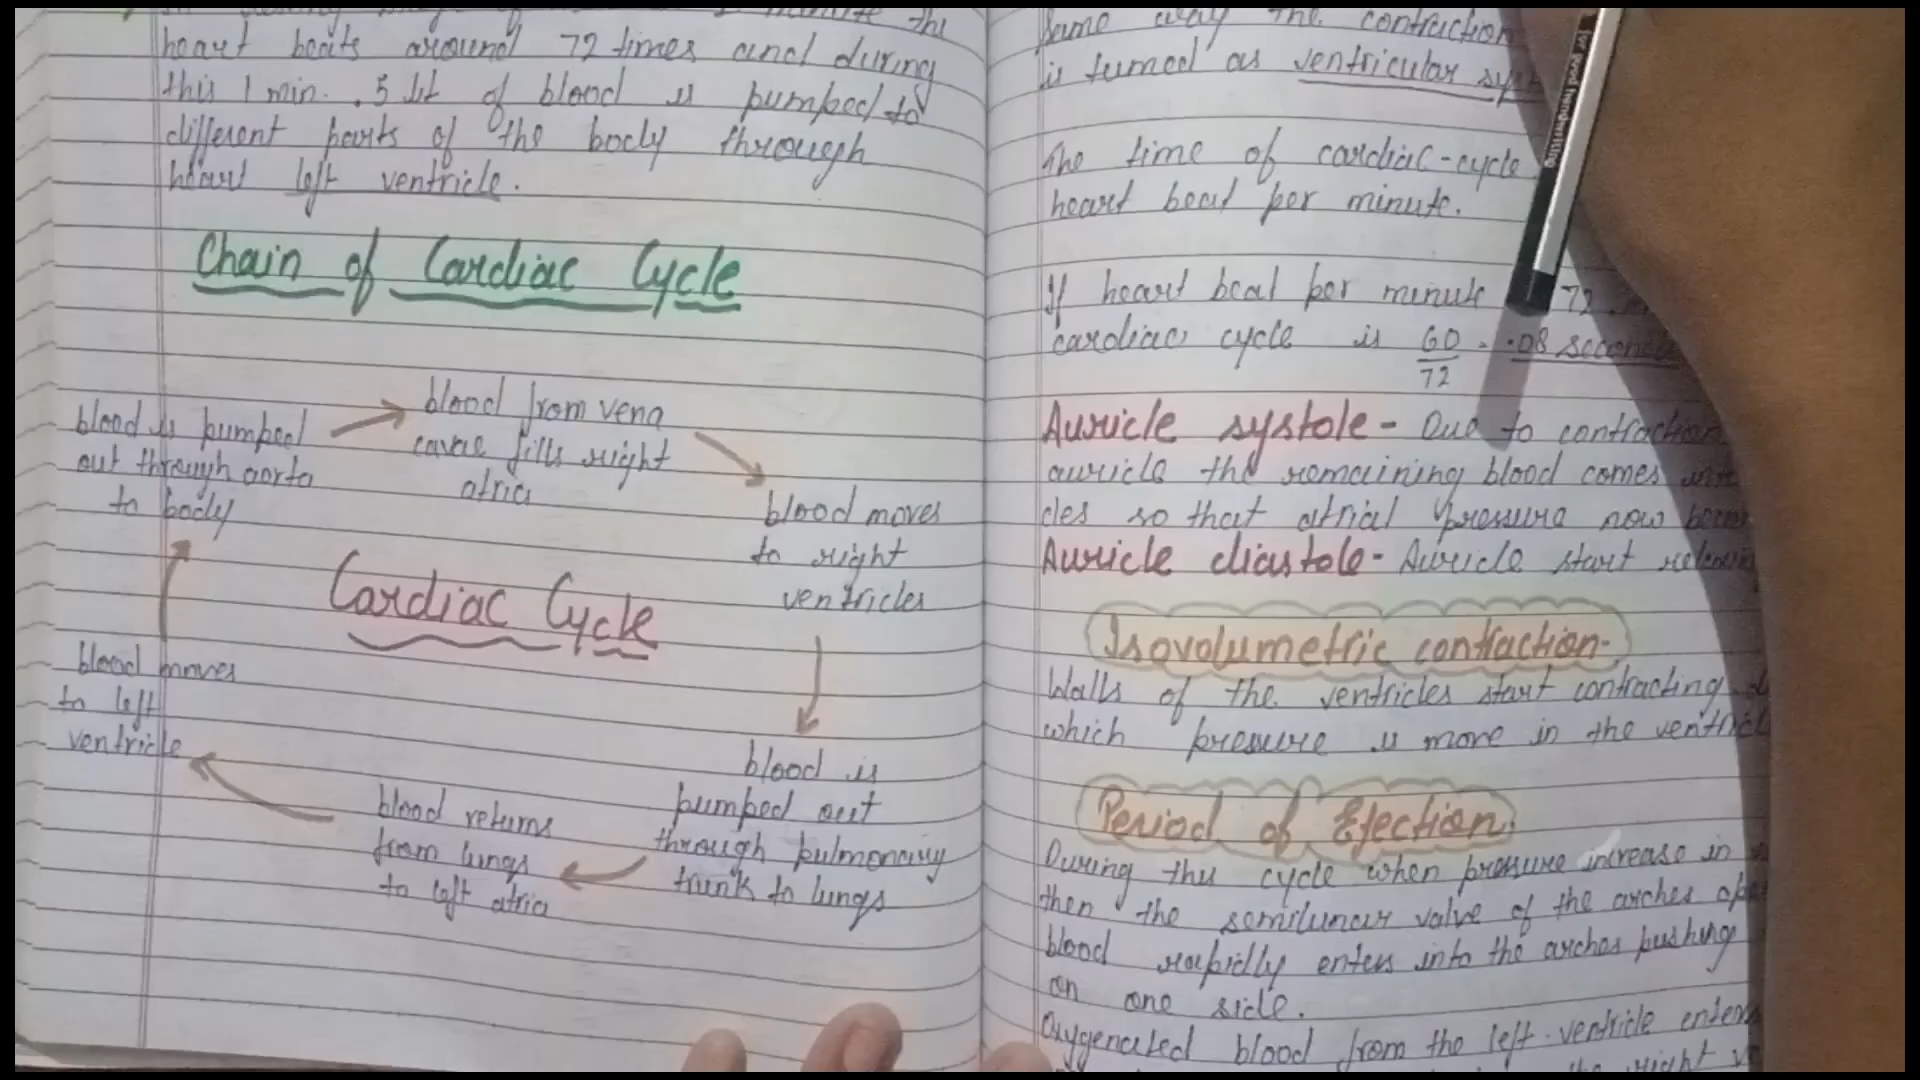 heart beats around 72 times and during
this 1 min. .5 lit of blood is pumped to
different parts of the body through
heart left ventricle.
Chain of Cardiac Cycle
blood is pumped
out through aorta
to body
blood from vena
cavae fills right
atria
blood moves
to right
ventricles
Cardiac Cycle
blood moves
to left
ventricle
blood returns
from lungs
to left atria
blood is
pumped out
through pulmonary
trunk to lungs
Same way the contraction
is turned as ventricular
The time of cardiac-cycle
heart beat per minute.
If heart beat per minute 72
cardiac cycle is 60/72 .08 seconds
Auricle systole - Due to contraction
auricle the remaining blood comes
cles so that atrial pressure now
Auricle diastole - Auricle start
Isovolumetric contraction-
Walls of the ventricles start contracting
which pressure is more in the
Period of Ejection
During this cycle when pressure increase in
then the semilunar valve of the arches
blood rapidly enters into the arches pushing
on one side.
Oxygenated blood from the left ventricle enters
the right
for good handwriting